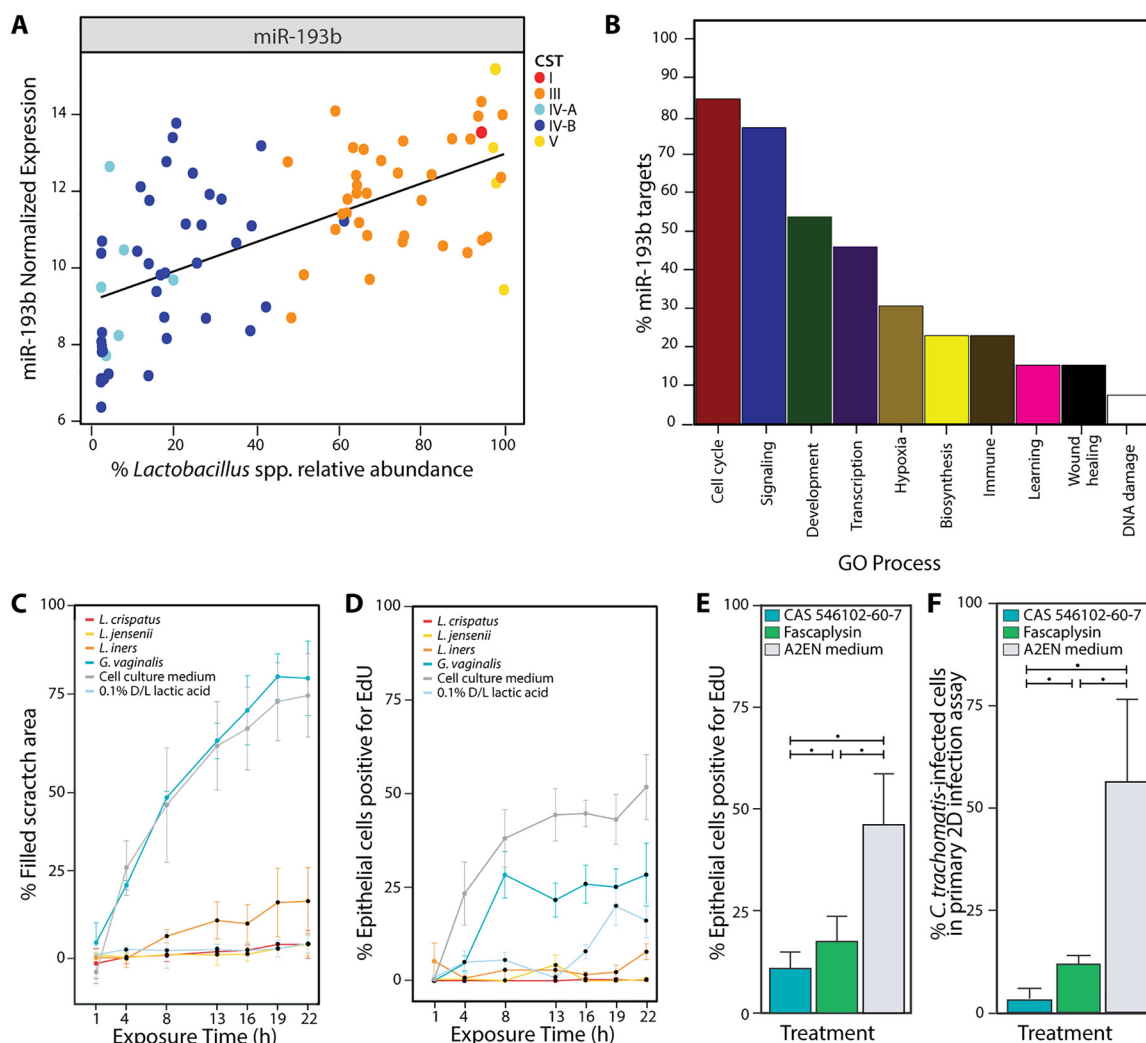 A
miR-193b
miR-193b Normalized Expression
14
12
10
8
6
0 20 40 60 80 100
% Lactobacillus spp. relative abundance
CST
I
III
IV-A
IV-B
V
B
% miR-193b targets
100
90
80
70
60
50
40
30
20
10
0
Cell cycle
Signaling
Development
Transcription
Hypoxia
Biosynthesis
Immune
Learning
Wound
healing
DNA damage
GO Process
C
% Filled scractch area
100
75
50
25
0
L. crispatus
L. jensenii
L. iners
G. vaginalis
Cell culture medium
0.1% D/L lactic acid
1 4 8 13 16 19 22
Exposure Time (h)
D
% Epithelial cells positive for EdU
100
75
50
25
0
L. crispatus
L. jensenii
L. iners
G. vaginalis
Cell culture medium
0.1% D/L lactic acid
1 4 8 13 16 19 22
Exposure Time (h)
E
% Epithelial cells positive for EdU
100
75
50
25
0
CAS 546102-60-7
Fascaplysin
A2EN medium
Treatment
F
% C. trachomatis-infected cells
in primary 2D infection assay
100
75
50
25
0
CAS 546102-60-7
Fascaplysin
A2EN medium
Treatment